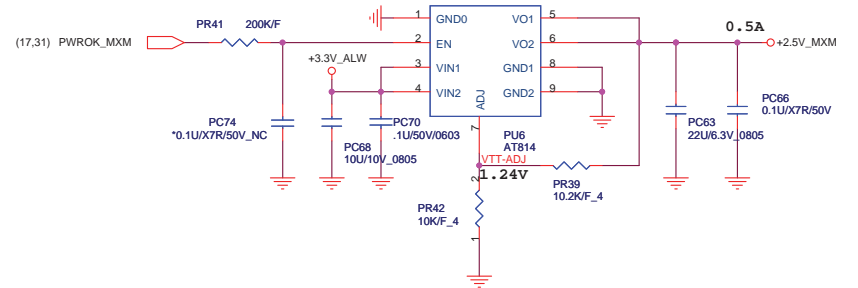 PR41 200K/F
(17,31) PWROK_MXM
+3.3V_ALW
1 GND0 VO1 5
2 EN VO2 6
3 VIN1 GND1 8
4 VIN2 GND2 9
ADJ
7
0.5A
+2.5V_MXM
PC74
*0.1U/X7R/50V_NC
PC68
10U/10V_0805
PC70
.1U/50V/0603
PU6
AT814
VTT-ADJ
1.24V
PR39
10.2K/F_4
PC63
22U/6.3V_0805
PC66
0.1U/X7R/50V
PR42
10K/F_4
2
1